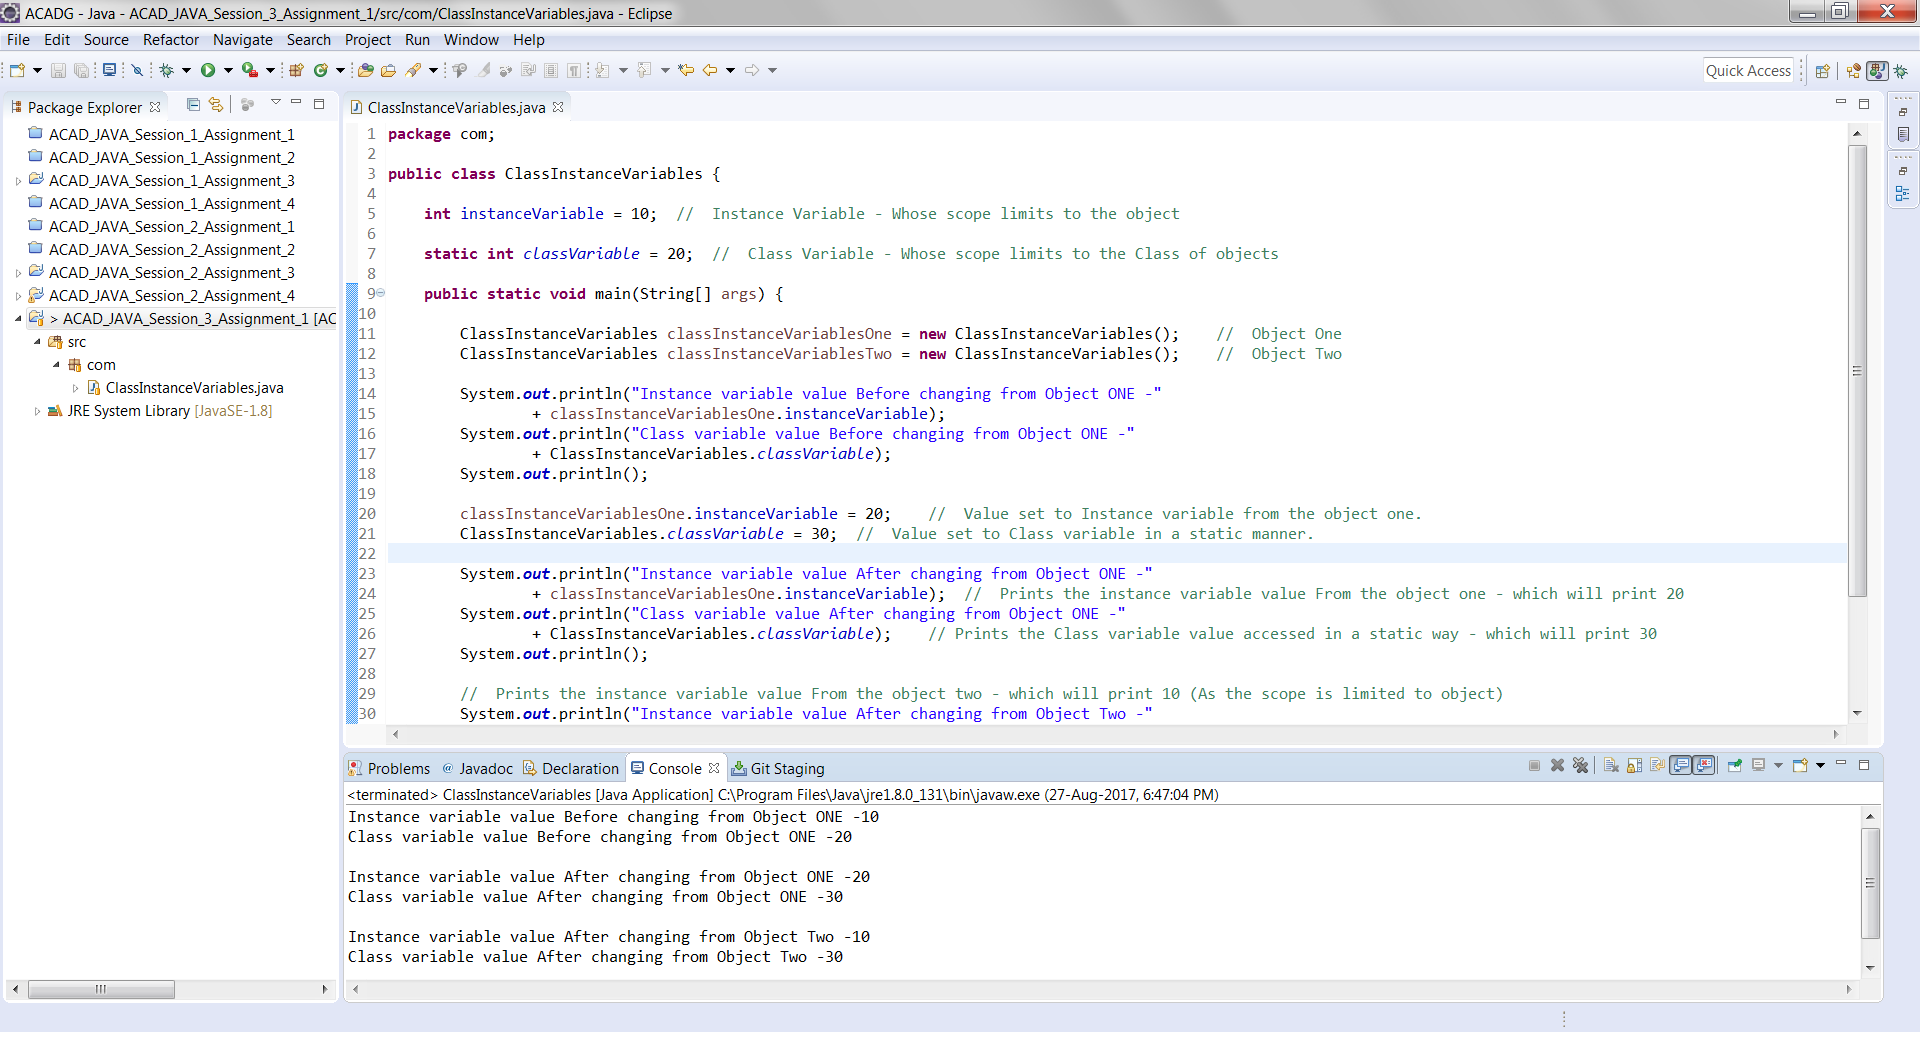 ACADG - Java - ACAD_JAVA_Session_3_Assignment_1/src/com/ClassInstanceVariables.java - Eclipse
File Edit Source Refactor Navigate Search Project Run Window Help
Quick Access
Package Explorer
ACAD_JAVA_Session_1_Assignment_1
ACAD_JAVA_Session_1_Assignment_2
ACAD_JAVA_Session_1_Assignment_3
ACAD_JAVA_Session_1_Assignment_4
ACAD_JAVA_Session_2_Assignment_1
ACAD_JAVA_Session_2_Assignment_2
ACAD_JAVA_Session_2_Assignment_3
ACAD_JAVA_Session_2_Assignment_4
> ACAD_JAVA_Session_3_Assignment_1 [AC
src
com
ClassInstanceVariables.java
JRE System Library [JavaSE-1.8]
ClassInstanceVariables.java
1 package com;
2
3 public class ClassInstanceVariables {
4
5     int instanceVariable = 10;  //  Instance Variable - Whose scope limits to the object
6
7     static int classVariable = 20;  //  Class Variable - Whose scope limits to the Class of objects
8
9     public static void main(String[] args) {
10
11         ClassInstanceVariables classInstanceVariablesOne = new ClassInstanceVariables();    //  Object One
12         ClassInstanceVariables classInstanceVariablesTwo = new ClassInstanceVariables();    //  Object Two
13
14         System.out.println("Instance variable value Before changing from Object ONE -"
15                 + classInstanceVariablesOne.instanceVariable);
16         System.out.println("Class variable value Before changing from Object ONE -"
17                 + ClassInstanceVariables.classVariable);
18         System.out.println();
19
20         classInstanceVariablesOne.instanceVariable = 20;    //  Value set to Instance variable from the object one.
21         ClassInstanceVariables.classVariable = 30;  //  Value set to Class variable in a static manner.
22
23         System.out.println("Instance variable value After changing from Object ONE -"
24                 + classInstanceVariablesOne.instanceVariable);  //  Prints the instance variable value From the object one - which will print 20
25         System.out.println("Class variable value After changing from Object ONE -"
26                 + ClassInstanceVariables.classVariable);    // Prints the Class variable value accessed in a static way - which will print 30
27         System.out.println();
28
29         //  Prints the instance variable value From the object two - which will print 10 (As the scope is limited to object)
30         System.out.println("Instance variable value After changing from Object Two -"
Problems @ Javadoc Declaration Console Git Staging
<terminated> ClassInstanceVariables [Java Application] C:\Program Files\Java\jre1.8.0_131\bin\javaw.exe (27-Aug-2017, 6:47:04 PM)
Instance variable value Before changing from Object ONE -10
Class variable value Before changing from Object ONE -20
Instance variable value After changing from Object ONE -20
Class variable value After changing from Object ONE -30
Instance variable value After changing from Object Two -10
Class variable value After changing from Object Two -30